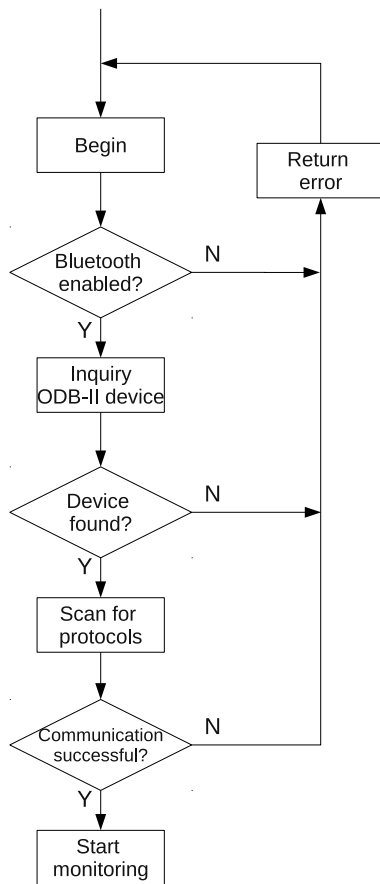 Begin
Return
error
Bluetooth
enabled?
N
Y
Inquiry
ODB-II device
Device
found?
N
Y
Scan for
protocols
Communication
successful?
N
Y
Start
monitoring